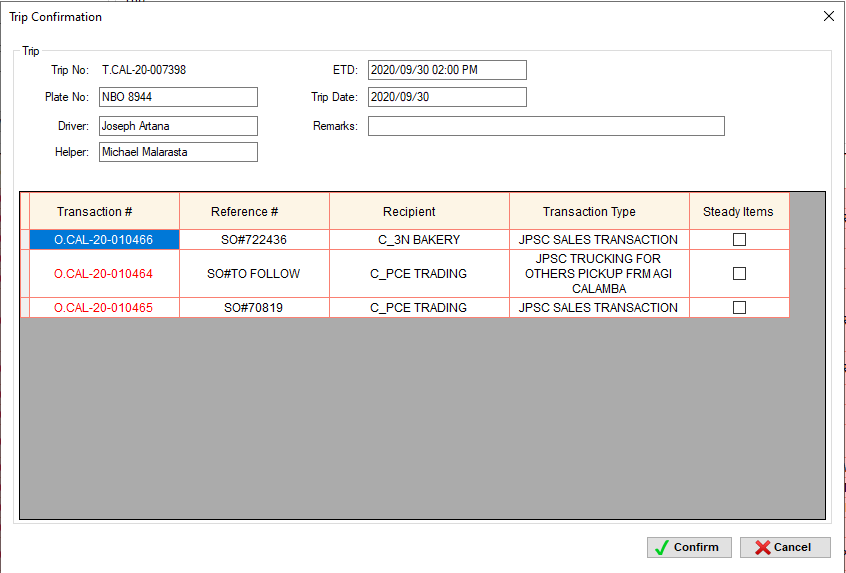 Trip Confirmation
Trip
Trip No: T.CAL-20-007398 ETD: 2020/09/30 02:00 PM
Plate No: NBO 8944 Trip Date: 2020/09/30
Driver: Joseph Artana Remarks:
Helper: Michael Malarasta
Transaction # Reference # Recipient Transaction Type Steady Items
O.CAL-20-010466 SO#722436 C_3N BAKERY JPSC SALES TRANSACTION
O.CAL-20-010464 SO#TO FOLLOW C_PCE TRADING JPSC TRUCKING FOR
OTHERS PICKUP FRM AGI
CALAMBA
O.CAL-20-010465 SO#70819 C_PCE TRADING JPSC SALES TRANSACTION
Confirm Cancel